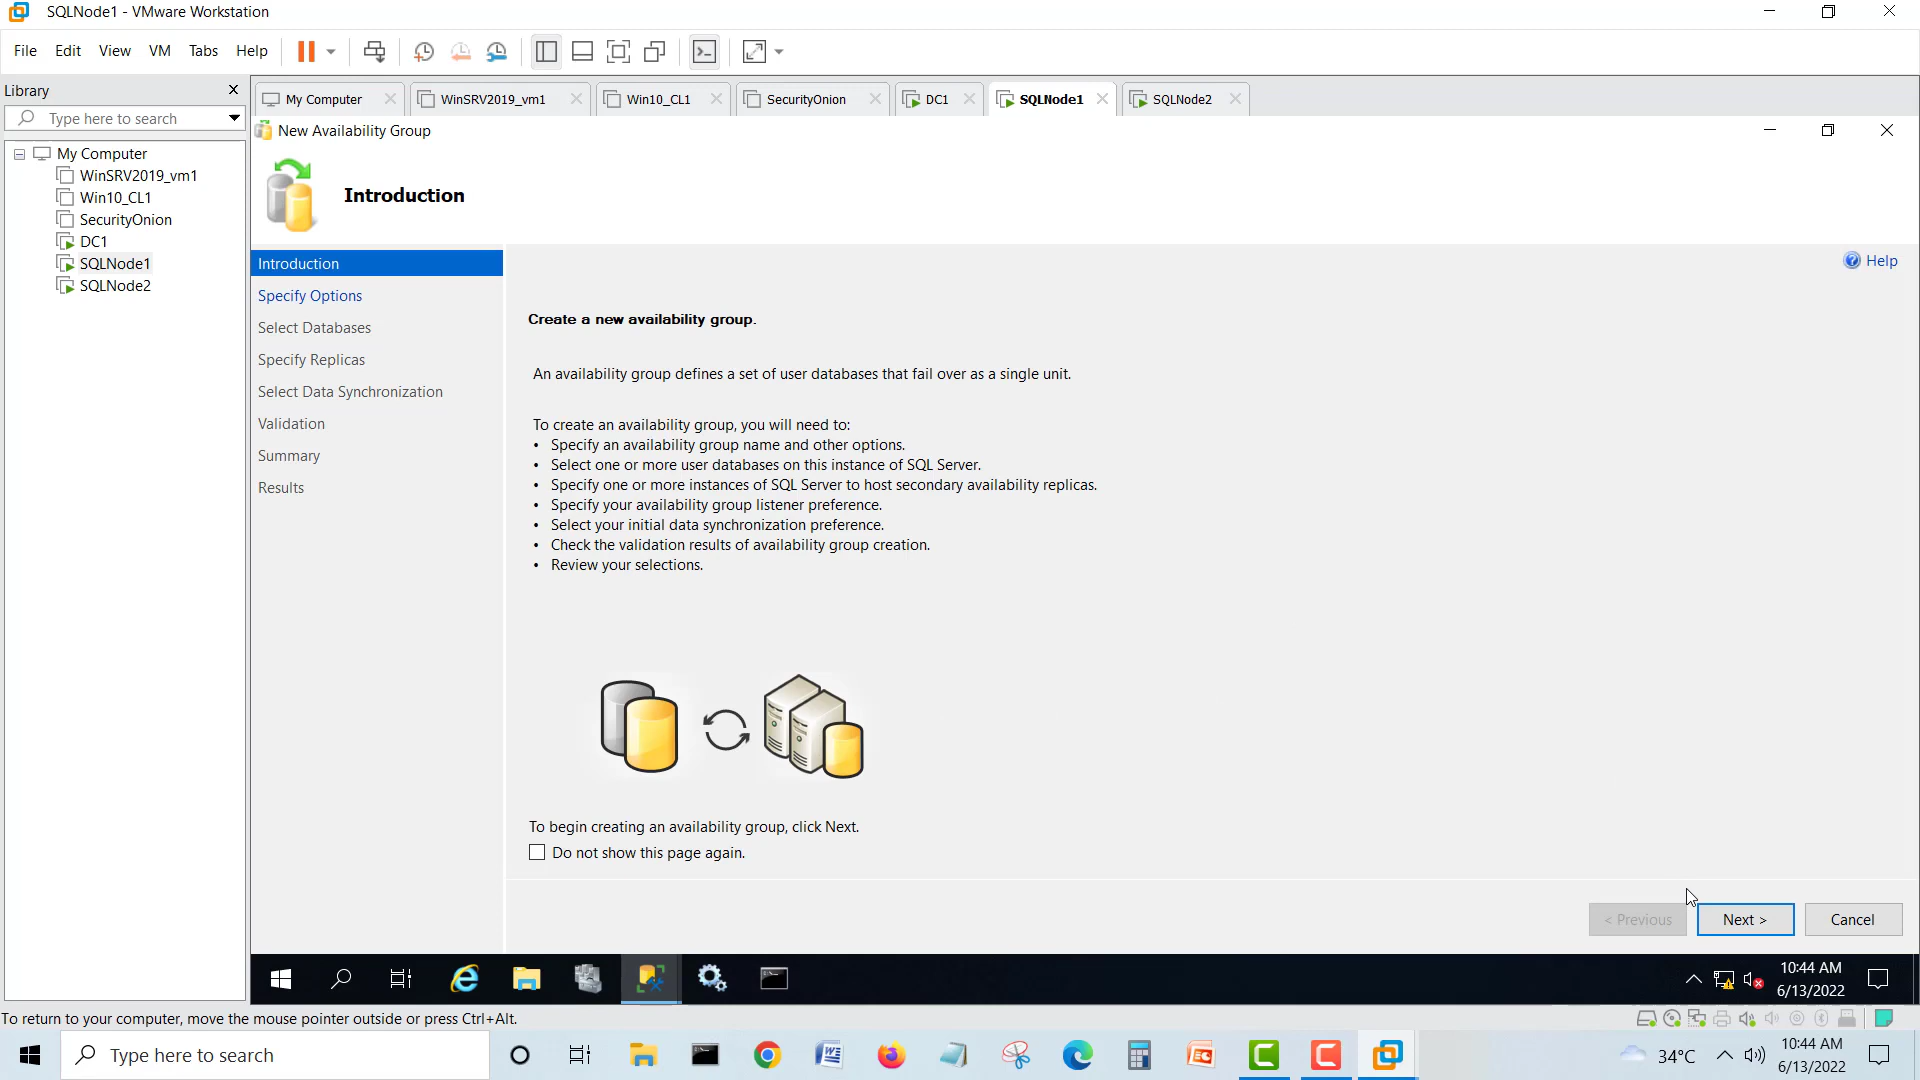 SQLNode1 - VMware Workstation
File Edit View VM Tabs Help
Library
My Computer WinSRV2019_vm1 Win10_CL1 SecurityOnion DC1 SQLNode1 SQLNode2
Type here to search
New Availability Group
My Computer
WinSRV2019_vm1
Win10_CL1
SecurityOnion
DC1
SQLNode1
SQLNode2
Introduction
Introduction
Specify Options
Select Databases
Specify Replicas
Select Data Synchronization
Validation
Summary
Results
Help
Create a new availability group.
An availability group defines a set of user databases that fail over as a single unit.
To create an availability group, you will need to:
• Specify an availability group name and other options.
• Select one or more user databases on this instance of SQL Server.
• Specify one or more instances of SQL Server to host secondary availability replicas.
• Specify your availability group listener preference.
• Select your initial data synchronization preference.
• Check the validation results of availability group creation.
• Review your selections.
To begin creating an availability group, click Next.
Do not show this page again.
< Previous Next > Cancel
10:44 AM
6/13/2022
To return to your computer, move the mouse pointer outside or press Ctrl+Alt.
Type here to search
34°C
10:44 AM
6/13/2022